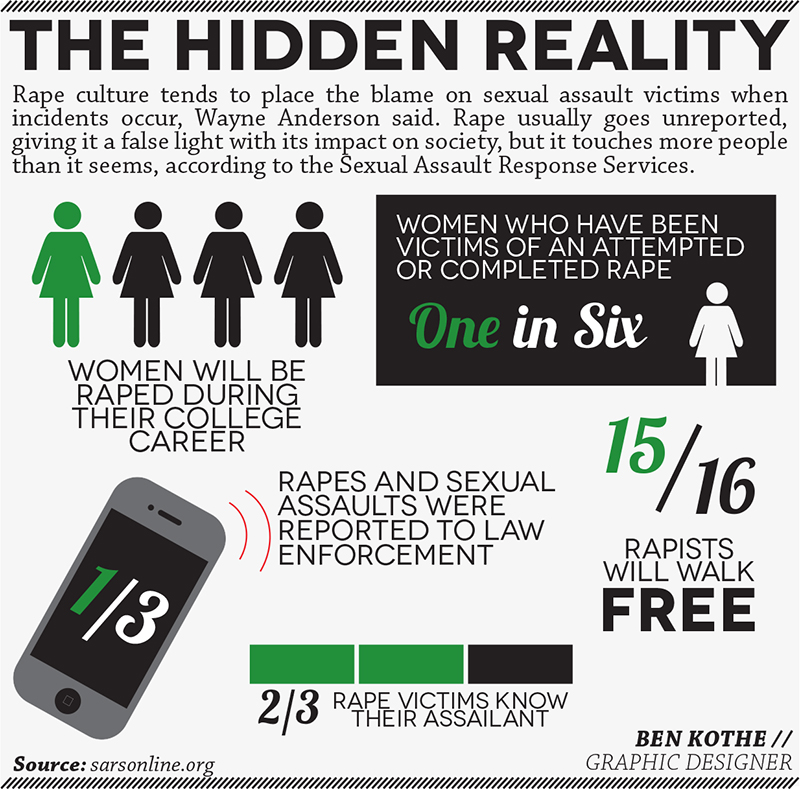 THE HIDDEN REALITY
Rape culture tends to place the blame on sexual assault victims when
incidents occur, Wayne Anderson said. Rape usually goes unreported,
giving it a false light with its impact on society, but it touches more people
than it seems, according to the Sexual Assault Response Services.
WOMEN WILL BE
RAPED DURING
THEIR COLLEGE
CAREER
WOMEN WHO HAVE BEEN
VICTIMS OF AN ATTEMPTED
OR COMPLETED RAPE
One in Six
1/3
RAPES AND SEXUAL
ASSAULTS WERE
REPORTED TO LAW
ENFORCEMENT
15/16
RAPISTS
WILL WALK
FREE
2/3 RAPE VICTIMS KNOW
THEIR ASSAILANT
Source: sarsonline.org
BEN KOTHE //
GRAPHIC DESIGNER